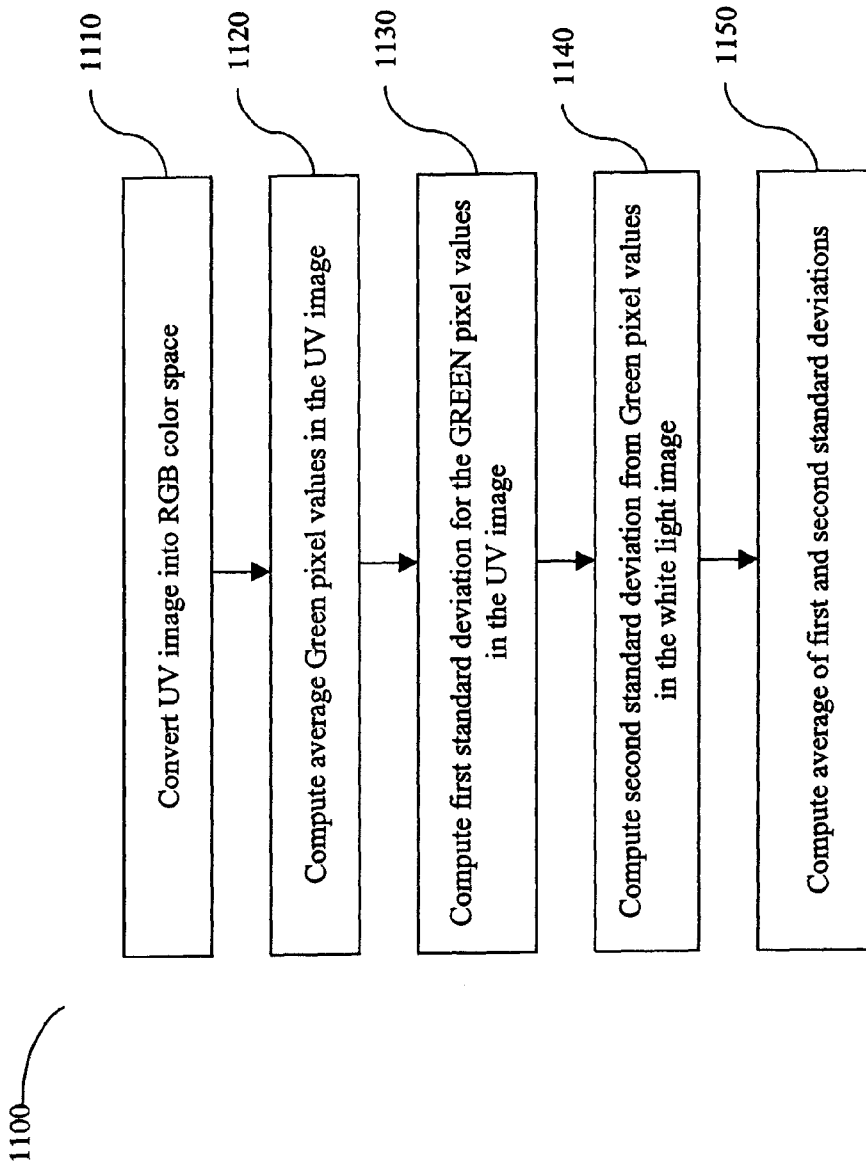 1100
Convert UV image into RGB color space
1110
Compute average Green pixel values in the UV image
1120
Compute first standard deviation for the GREEN pixel values
in the UV image
1130
Compute second standard deviation from Green pixel values
in the white light image
1140
Compute average of first and second standard deviations
1150